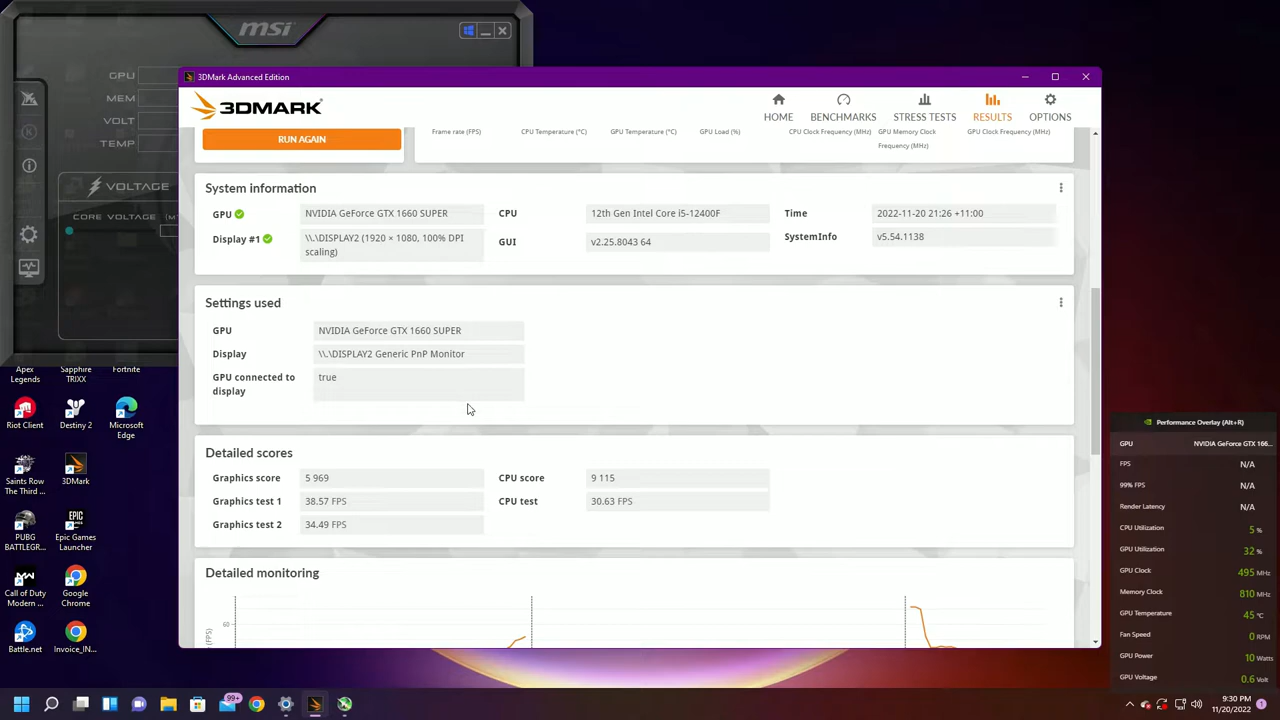 msi
GPU
MEM
VOLT
TEMP
VOLTAGE
CORE VOLTAGE (M
3DMark Advanced Edition
3DMARK
HOME
BENCHMARKS
STRESS TESTS
RESULTS
OPTIONS
RUN AGAIN
Frame rate (FPS)
CPU Temperature (°C)
GPU Temperature (°C)
GPU Load (%)
CPU Clock Frequency (MHz)
GPU Memory Clock
Frequency (MHz)
GPU Clock Frequency (MHz)
System information
GPU
NVIDIA GeForce GTX 1660 SUPER
CPU
12th Gen Intel Core i5-12400F
Time
2022-11-20 21:26 +11:00
Display #1
\\.\DISPLAY2 (1920 × 1080, 100% DPI
scaling)
GUI
v2.25.8043 64
SystemInfo
v5.54.1138
Settings used
GPU
NVIDIA GeForce GTX 1660 SUPER
Display
\\.\DISPLAY2 Generic PnP Monitor
GPU connected to
display
true
Detailed scores
Graphics score
5 969
CPU score
9 115
Graphics test 1
38.57 FPS
CPU test
30.63 FPS
Graphics test 2
34.49 FPS
Detailed monitoring
60
(FPS)
Apex
Legends
Sapphire
TRIXX
Fortnite
Riot Client
Destiny 2
Microsoft
Edge
Saints Row
The Third ...
3DMark
PUBG
BATTLEGR...
Epic Games
Launcher
Call of Duty
Modern ...
Google
Chrome
Battle.net
Invoice_IN...
Performance Overlay (Alt+R)
GPU
NVIDIA GeForce GTX 166...
FPS
N/A
99% FPS
N/A
Render Latency
N/A
CPU Utilization
5 %
GPU Utilization
32 %
GPU Clock
495 MHz
Memory Clock
810 MHz
GPU Temperature
45 °C
Fan Speed
0 RPM
GPU Power
10 Watts
GPU Voltage
0.6 Volt
99+
9:30 PM
11/20/2022
1